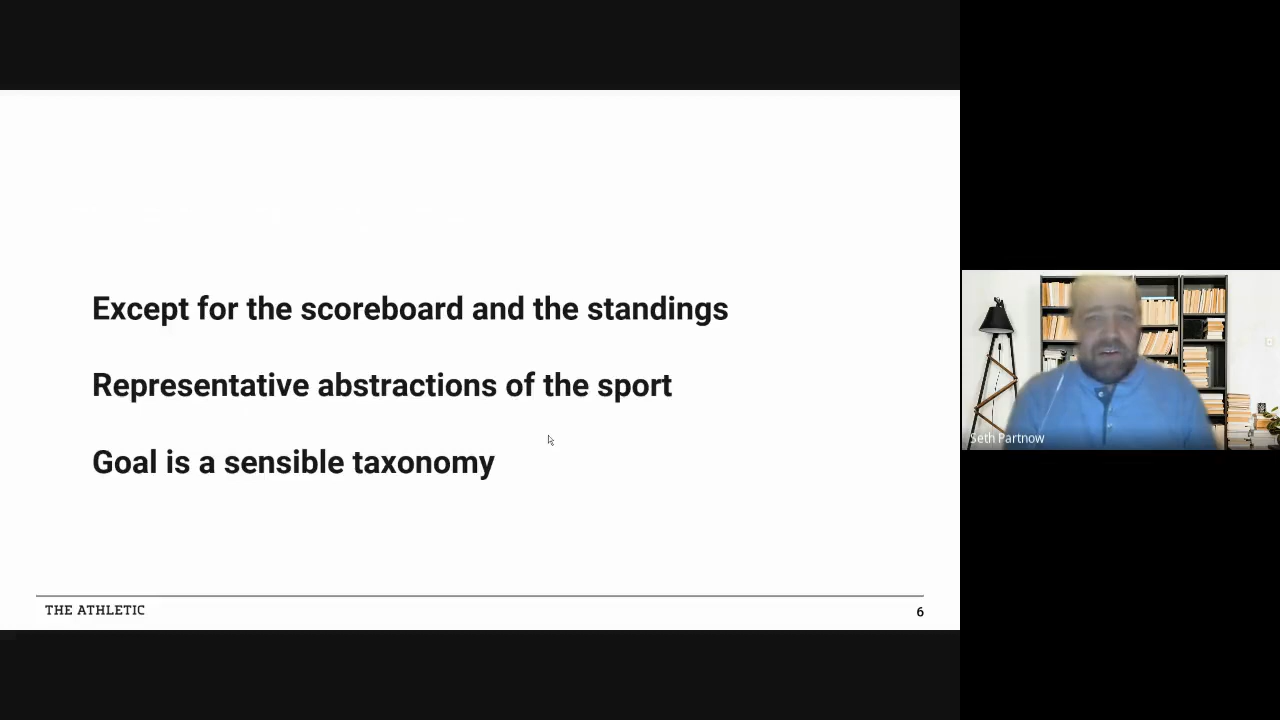 Except for the scoreboard and the standings
Representative abstractions of the sport
Goal is a sensible taxonomy
THE ATHLETIC
6
Seth Partnow